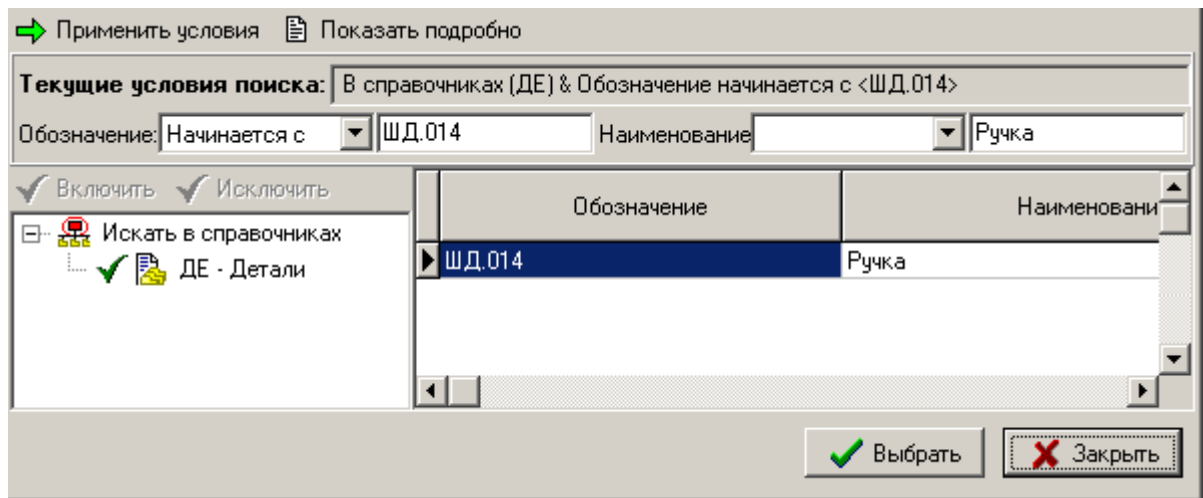 Применить условия Показать подробно
Текущие условия поиска: В справочниках (ДЕ) & Обозначение начинается с <ШД.014>
Обозначение: Начинается с ШД.014 Наименование Ручка
Включить Исключить
Искать в справочниках
ДЕ - Детали
Обозначение Наименовани
ШД.014 Ручка
Выбрать Закрыть